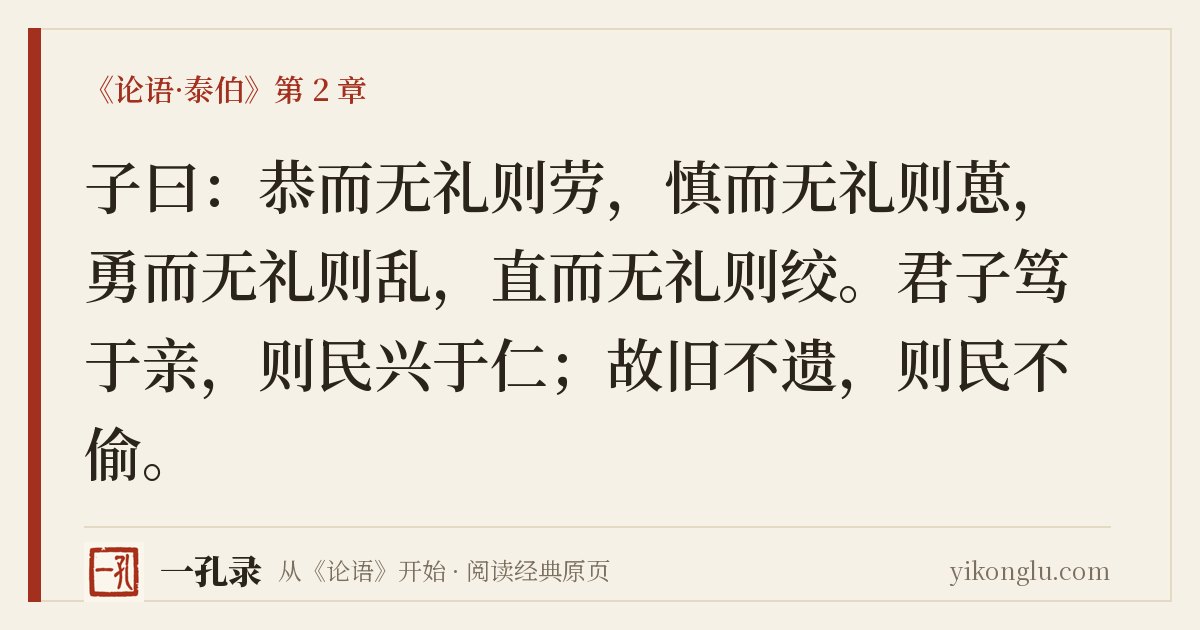 《论语·泰伯》第 2 章
子曰：恭而无礼则劳，慎而无礼则葸，
勇而无礼则乱，直而无礼则绞。君子笃
于亲，则民兴于仁；故旧不遗，则民不
偷。
一孔
一孔录 从《论语》开始 · 阅读经典原页 yikonglu.com